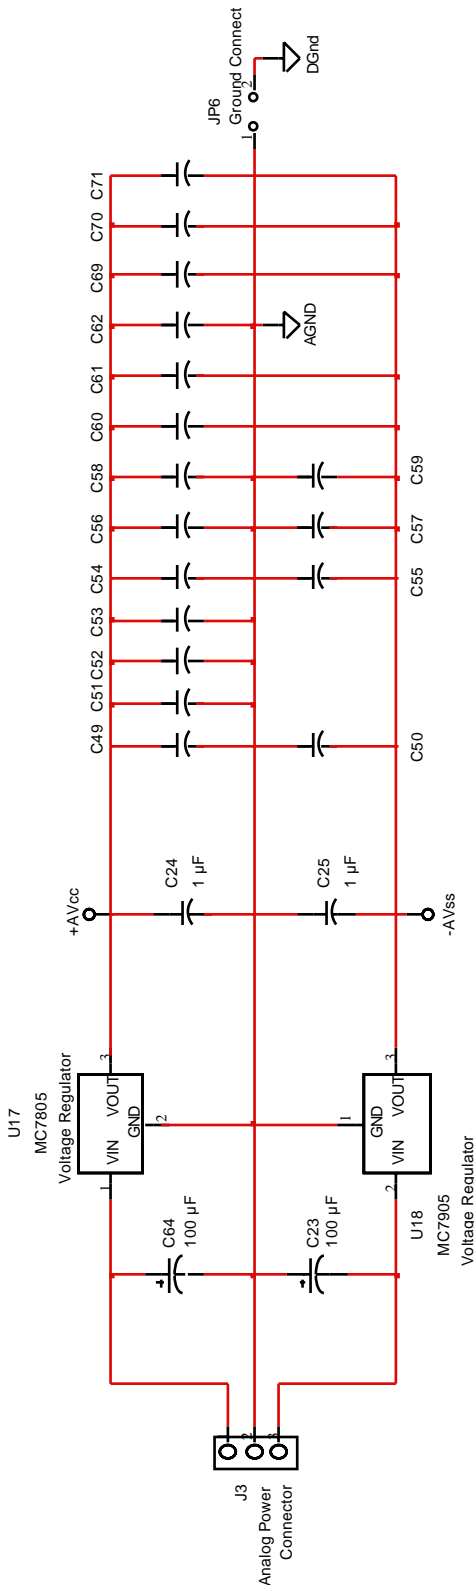 J3
Analog Power
Connector
1
2
3
C64
100 µF
C23
100 µF
U17
MC7805
Voltage Regulator
1
VIN
VOUT
3
GND
2
1
GND
2
VIN
VOUT
3
U18
MC7905
Voltage Regulator
+AVcc
C24
1 µF
C25
1 µF
-AVss
C49
C51
C52
C53
C54
C56
C58
C60
C61
C62
C69
C70
C71
C50
C55
C57
C59
AGND
JP6
Ground Connect
1
2
DGnd